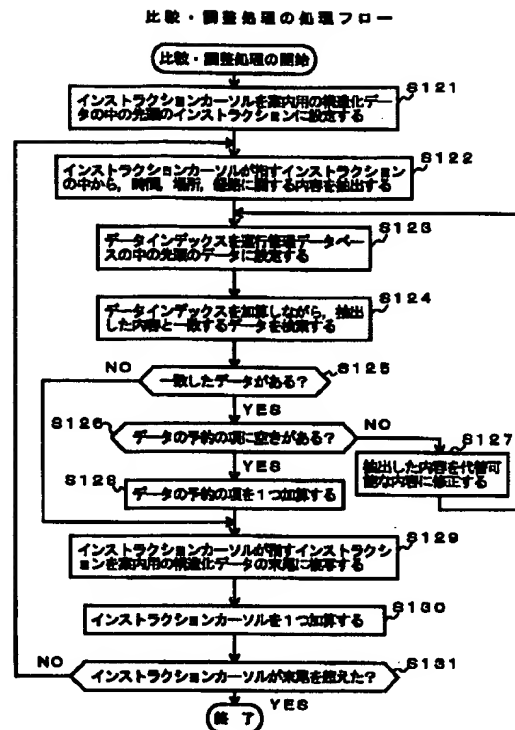 比較・調整処理の処理フロー
比較・調整処理の開始
S121
インストラクションカーソルを案内用の構造化デー
タの中の先頭のインストラクションに設定する
S122
インストラクションカーソルが指すインストラクション
の中から，時間，場所，経路に関する内容を抽出する
S123
データインデックスを運行管理データベー
スの中の先頭のデータに設定する
S124
データインデックスを加算しながら，抽出
した内容と一致するデータを検索する
S125
一致したデータがある？
NO
YES
S126
データの予約の項に空きがある？
NO
YES
S127
抽出した内容を代替可
能な内容に修正する
S128
データの予約の項を1つ加算する
S129
インストラクションカーソルが指すインストラクショ
ンを案内用の構造化データの末尾に複写する
S130
インストラクションカーソルを1つ加算する
S131
インストラクションカーソルが末尾を超えた？
NO
YES
終了